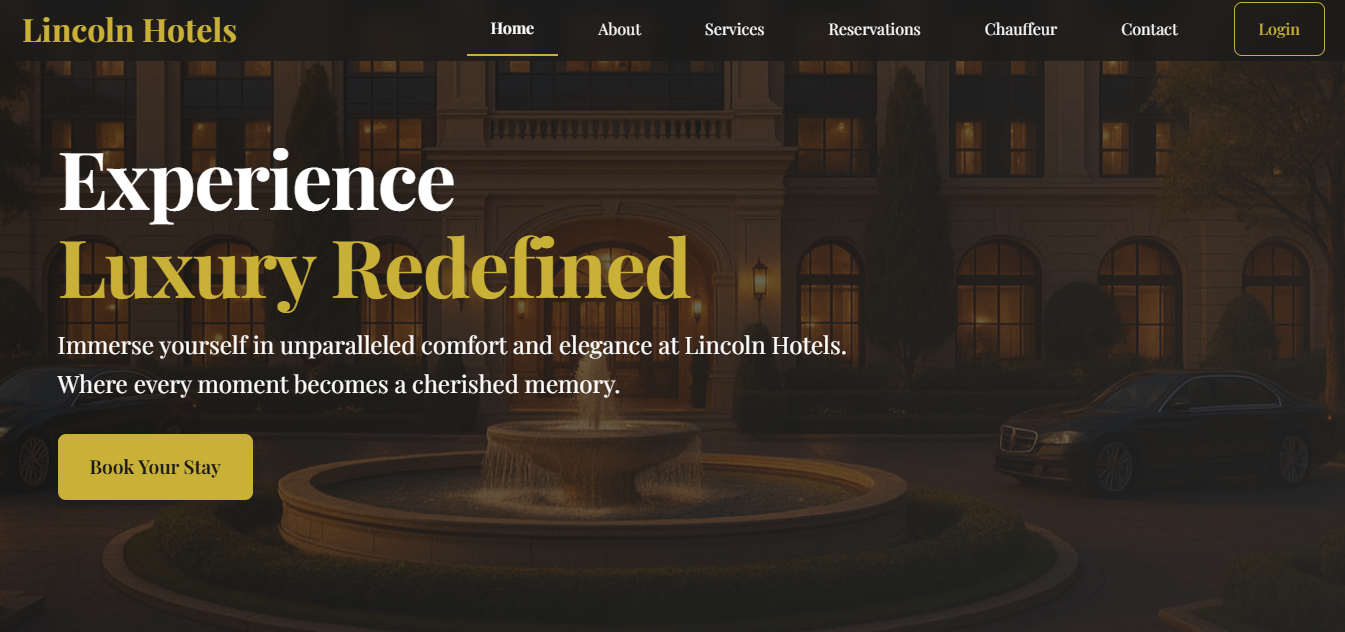 Lincoln Hotels
Home About Services Reservations Chauffeur Contact Login
Experience
Luxury Redefined
Immerse yourself in unparalleled comfort and elegance at Lincoln Hotels.
Where every moment becomes a cherished memory.
Book Your Stay